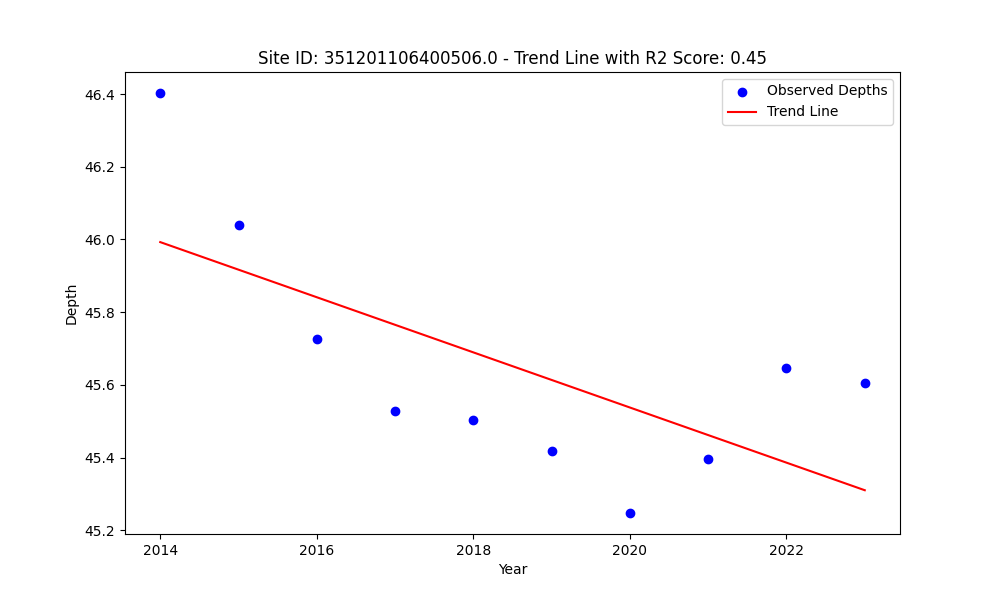 Site ID: 351201106400506.0 - Trend Line with R2 Score: 0.45
Observed Depths
Trend Line
46.4
46.2
46.0
45.8
45.6
45.4
45.2
Depth
2014
2016
2018
2020
2022
Year